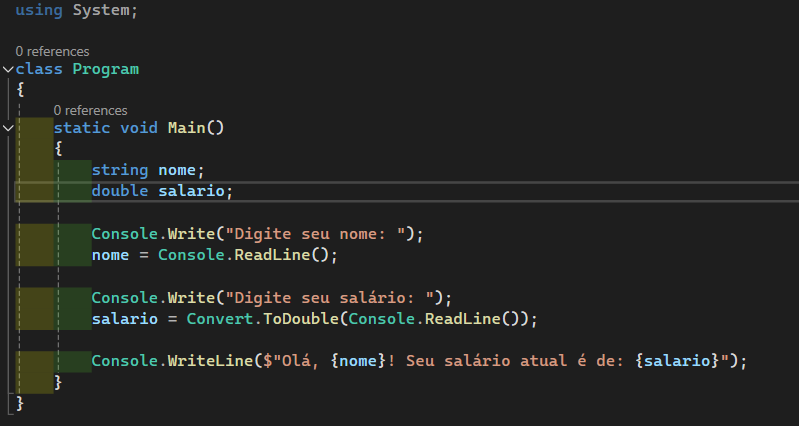 using System;
0 references
class Program
{
0 references
static void Main()
{
string nome;
double salario;
Console.Write("Digite seu nome: ");
nome = Console.ReadLine();
Console.Write("Digite seu salário: ");
salario = Convert.ToDouble(Console.ReadLine());
Console.WriteLine($"Olá, {nome}! Seu salário atual é de: {salario}");
}
}